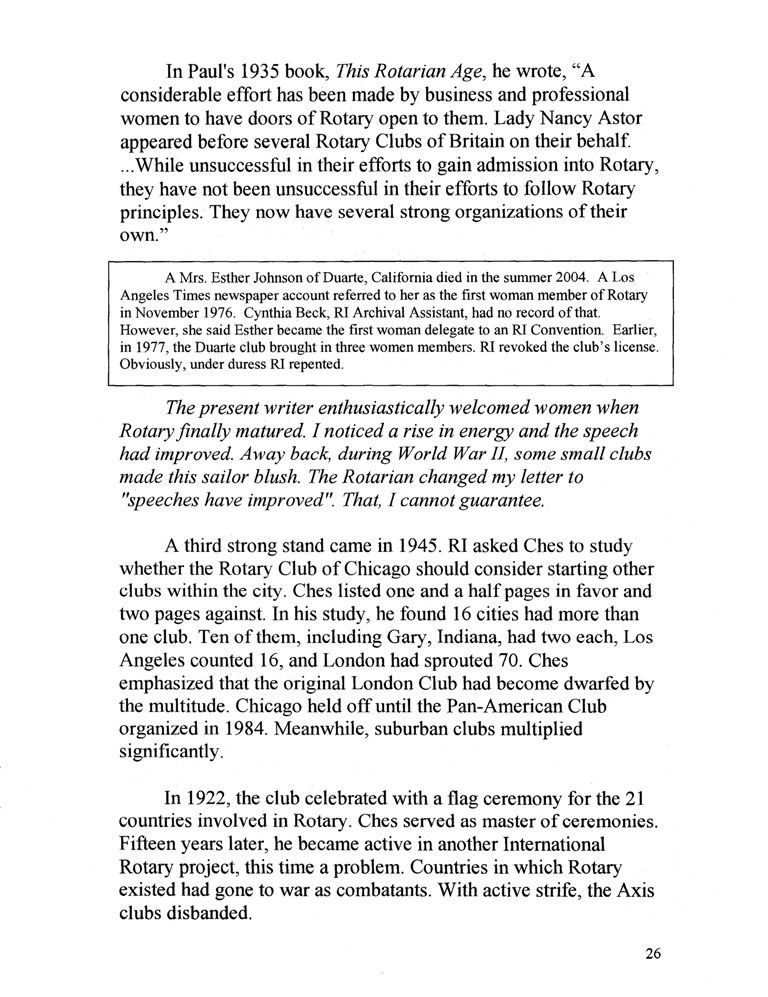 In Paul's 1935 book, This Rotarian Age, he wrote, “A
considerable effort has been made by business and professional
women to have doors of Rotary open to them. Lady Nancy Astor
appeared before several Rotary Clubs of Britain on their behalf.
...While unsuccessful in their efforts to gain admission into Rotary,
they have not been unsuccessful in their efforts to follow Rotary
principles. They now have several strong organizations of their
own.”
A Mrs. Esther Johnson of Duarte, California died in the summer 2004. A Los
Angeles Times newspaper account referred to her as the first woman member of Rotary
in November 1976. Cynthia Beck, RI Archival Assistant, had no record of that.
However, she said Esther became the first woman delegate to an RI Convention. Earlier,
in 1977, the Duarte club brought in three women members. RI revoked the club’s license.
Obviously, under duress RI repented.
The present writer enthusiastically welcomed women when
Rotary finally matured. I noticed a rise in energy and the speech
had improved. Away back, during World War II, some small clubs
made this sailor blush. The Rotarian changed my letter to
"speeches have improved". That, I cannot guarantee.
A third strong stand came in 1945. RI asked Ches to study
whether the Rotary Club of Chicago should consider starting other
clubs within the city. Ches listed one and a half pages in favor and
two pages against. In his study, he found 16 cities had more than
one club. Ten of them, including Gary, Indiana, had two each, Los
Angeles counted 16, and London had sprouted 70. Ches
emphasized that the original London Club had become dwarfed by
the multitude. Chicago held off until the Pan-American Club
organized in 1984. Meanwhile, suburban clubs multiplied
significantly.
In 1922, the club celebrated with a flag ceremony for the 21
countries involved in Rotary. Ches served as master of ceremonies.
Fifteen years later, he became active in another International
Rotary project, this time a problem. Countries in which Rotary
existed had gone to war as combatants. With active strife, the Axis
clubs disbanded.
26